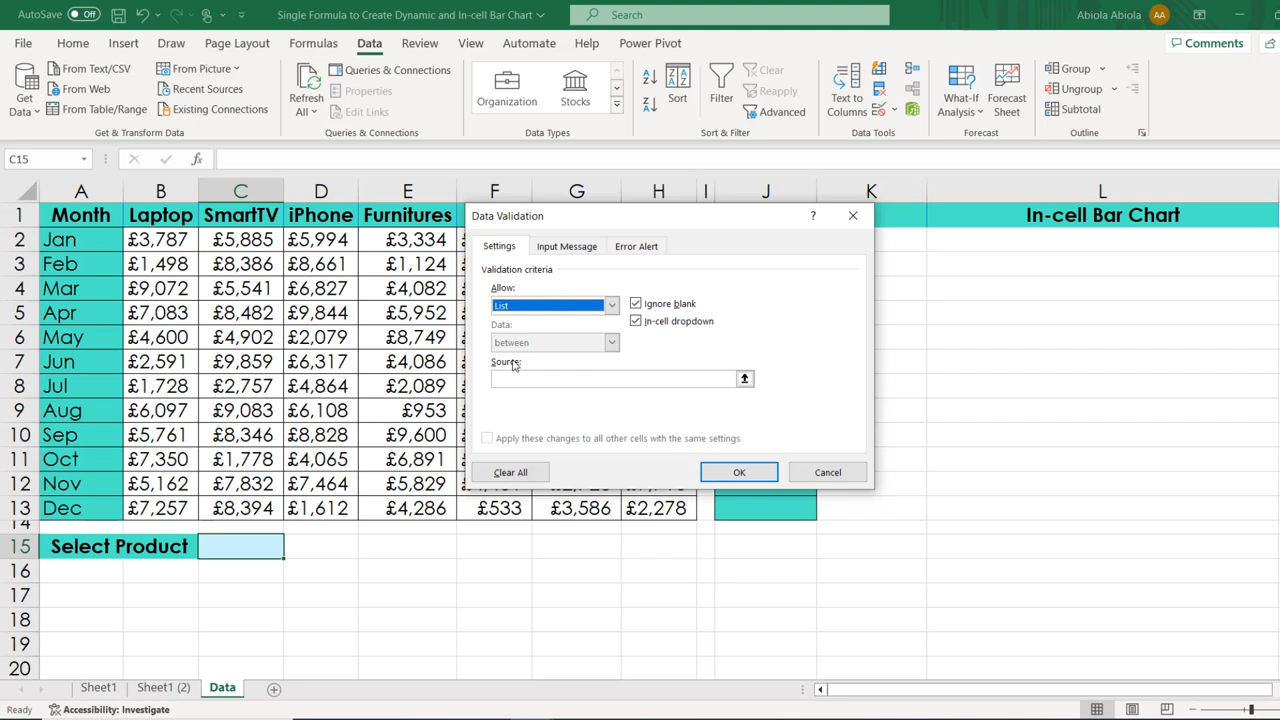 AutoSave Off Single Formula to Create Dynamic and In-cell Bar Chart Search Abiola Abiola AA
File Home Insert Draw Page Layout Formulas Data Review View Automate Help Power Pivot Comments
Get Data From Text/CSV From Web From Table/Range From Picture Recent Sources Existing Connections
Refresh All Queries & Connections Properties Edit Links
Organization Stocks
Sort Filter Clear Reapply Advanced
Text to Columns
What-If Analysis Forecast Sheet
Group Ungroup Subtotal
Get & Transform Data Queries & Connections Data Types Sort & Filter Data Tools Forecast Outline
C15 fx
A B C D E F G H I J K L
1 Month Laptop SmartTV iPhone Furnitures In-cell Bar Chart
2 Jan £3,787 £5,885 £5,994 £3,334
3 Feb £1,498 £8,386 £8,661 £1,124
4 Mar £9,072 £5,541 £6,827 £4,082
5 Apr £7,083 £8,482 £9,844 £5,952
6 May £4,600 £4,902 £2,079 £8,749
7 Jun £2,591 £9,859 £6,317 £4,086
8 Jul £1,728 £2,757 £4,864 £2,089
9 Aug £6,097 £9,083 £6,108 £953
10 Sep £5,761 £8,346 £8,828 £9,600
11 Oct £7,350 £1,778 £4,065 £6,891
12 Nov £5,162 £7,832 £7,464 £5,829
13 Dec £7,257 £8,394 £1,612 £4,286 £533 £3,586 £2,278
14
15 Select Product
16
17
18
19
20
Data Validation ?
Settings Input Message Error Alert
Validation criteria
Allow:
List Ignore blank
Data: In-cell dropdown
between
Source:
Apply these changes to all other cells with the same settings
Clear All OK Cancel
Sheet1 Sheet1 (2) Data
Ready Accessibility: Investigate